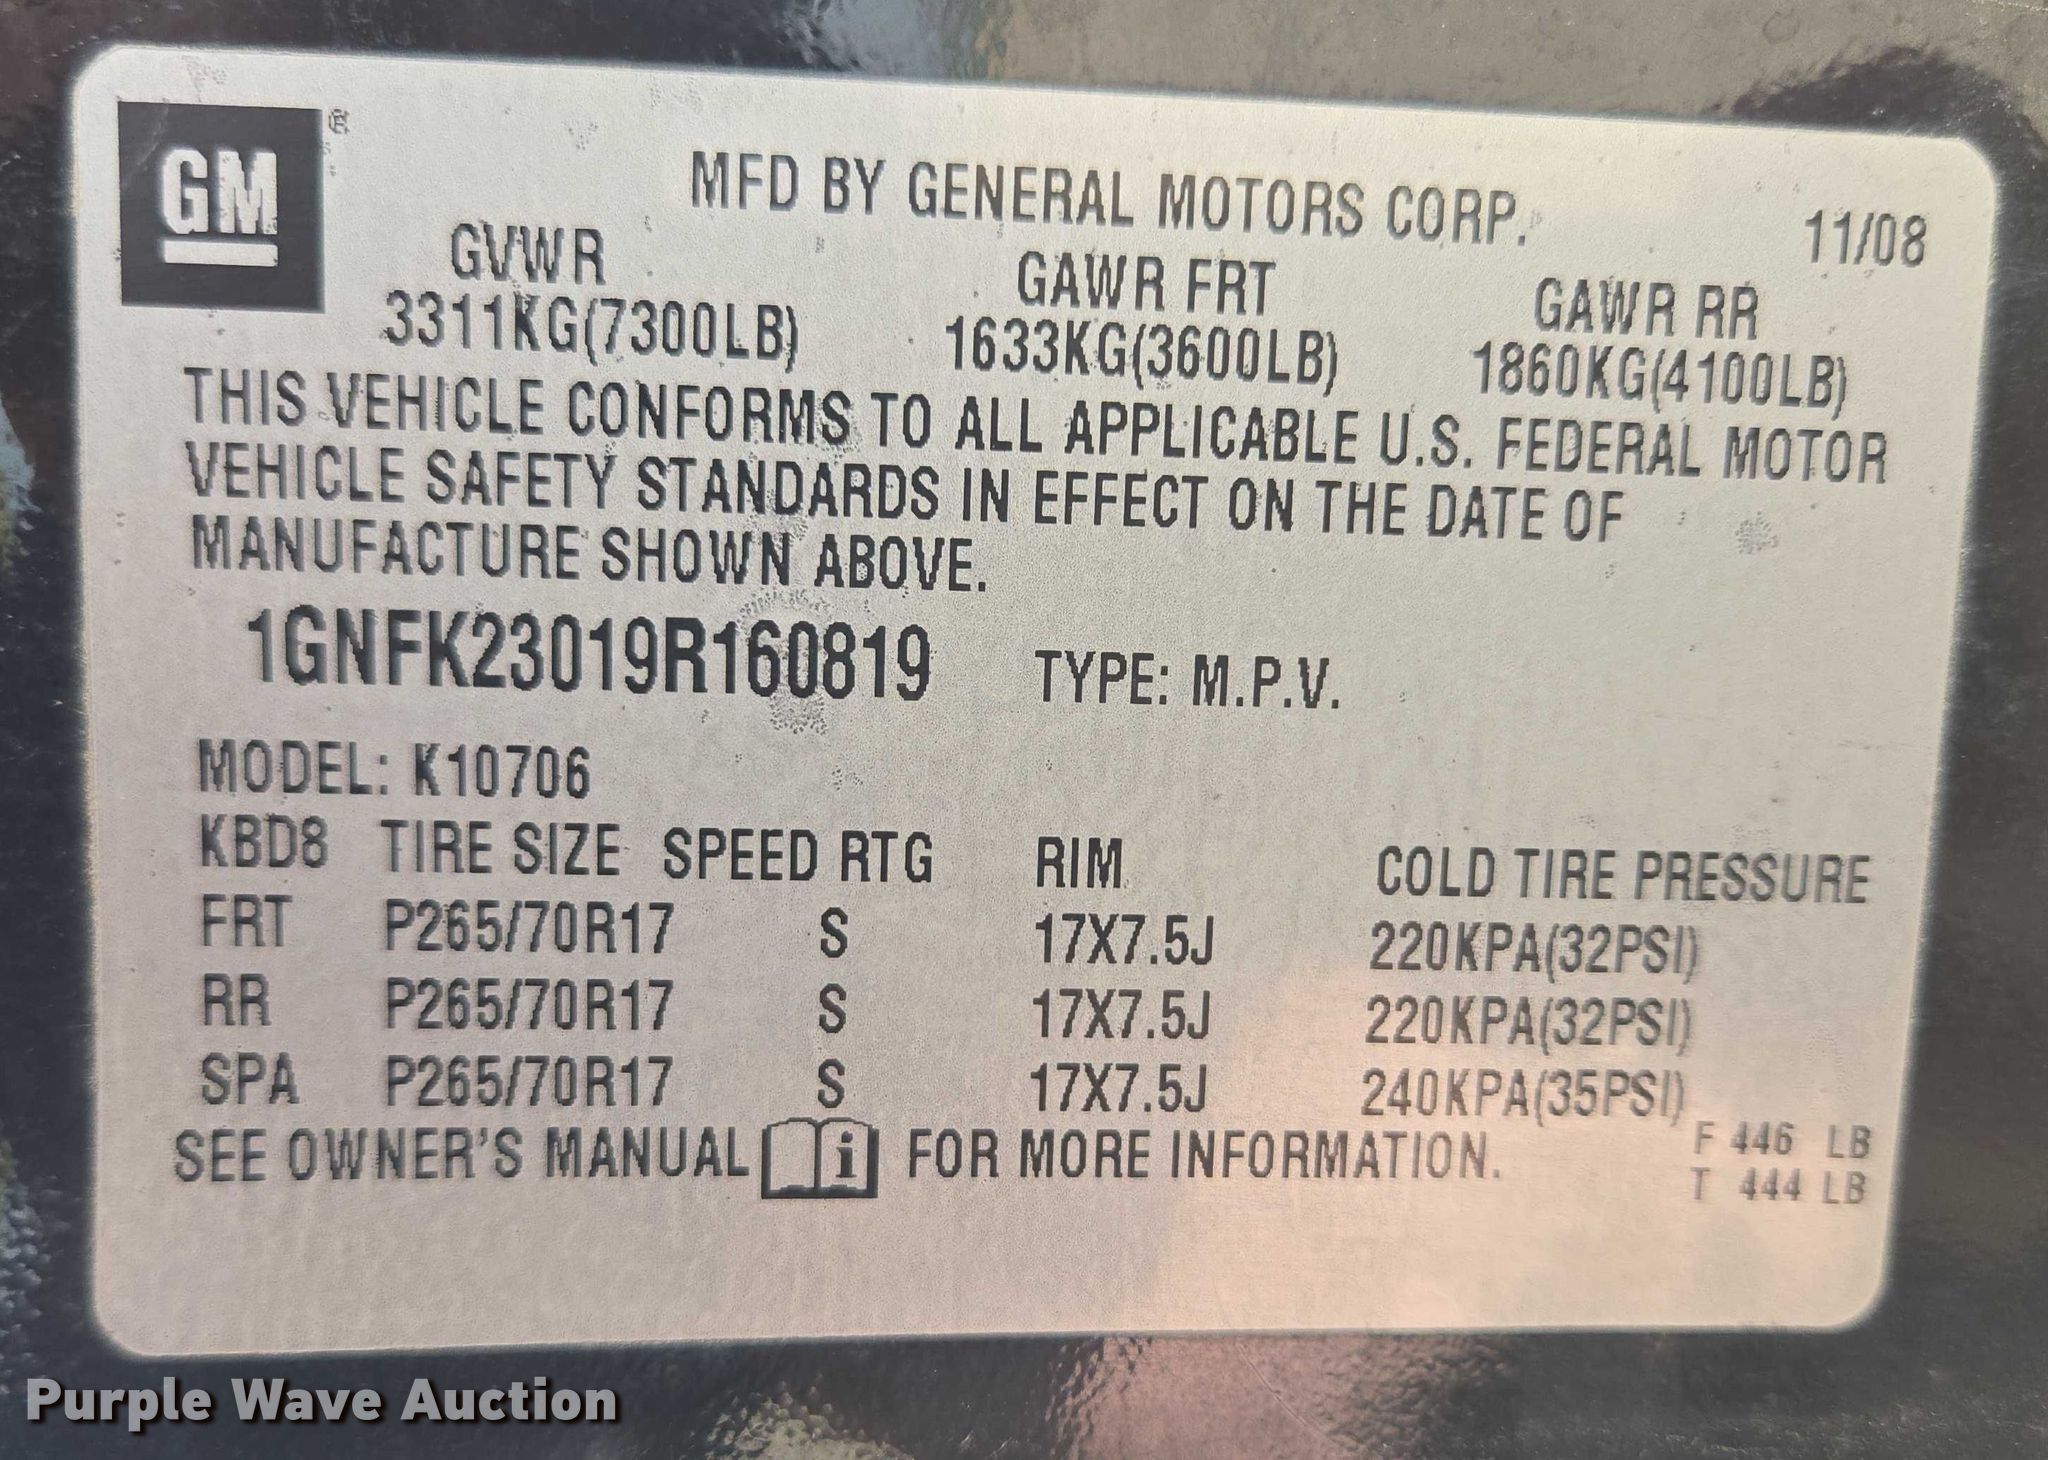 GM ®
MFD BY GENERAL MOTORS CORP. 11/08
GVWR GAWR FRT GAWR RR
3311KG(7300LB) 1633KG(3600LB) 1860KG(4100LB)
THIS VEHICLE CONFORMS TO ALL APPLICABLE U.S. FEDERAL MOTOR
VEHICLE SAFETY STANDARDS IN EFFECT ON THE DATE OF
MANUFACTURE SHOWN ABOVE.
1GNFK23019R160819 TYPE: M.P.V.
MODEL: K10706
KBD8 TIRE SIZE SPEED RTG RIM COLD TIRE PRESSURE
FRT P265/70R17 S 17X7.5J 220KPA(32PSI)
RR P265/70R17 S 17X7.5J 220KPA(32PSI)
SPA P265/70R17 S 17X7.5J 240KPA(35PSI)
SEE OWNER'S MANUAL i FOR MORE INFORMATION.
F 446 LB
T 444 LB
Purple Wave Auction